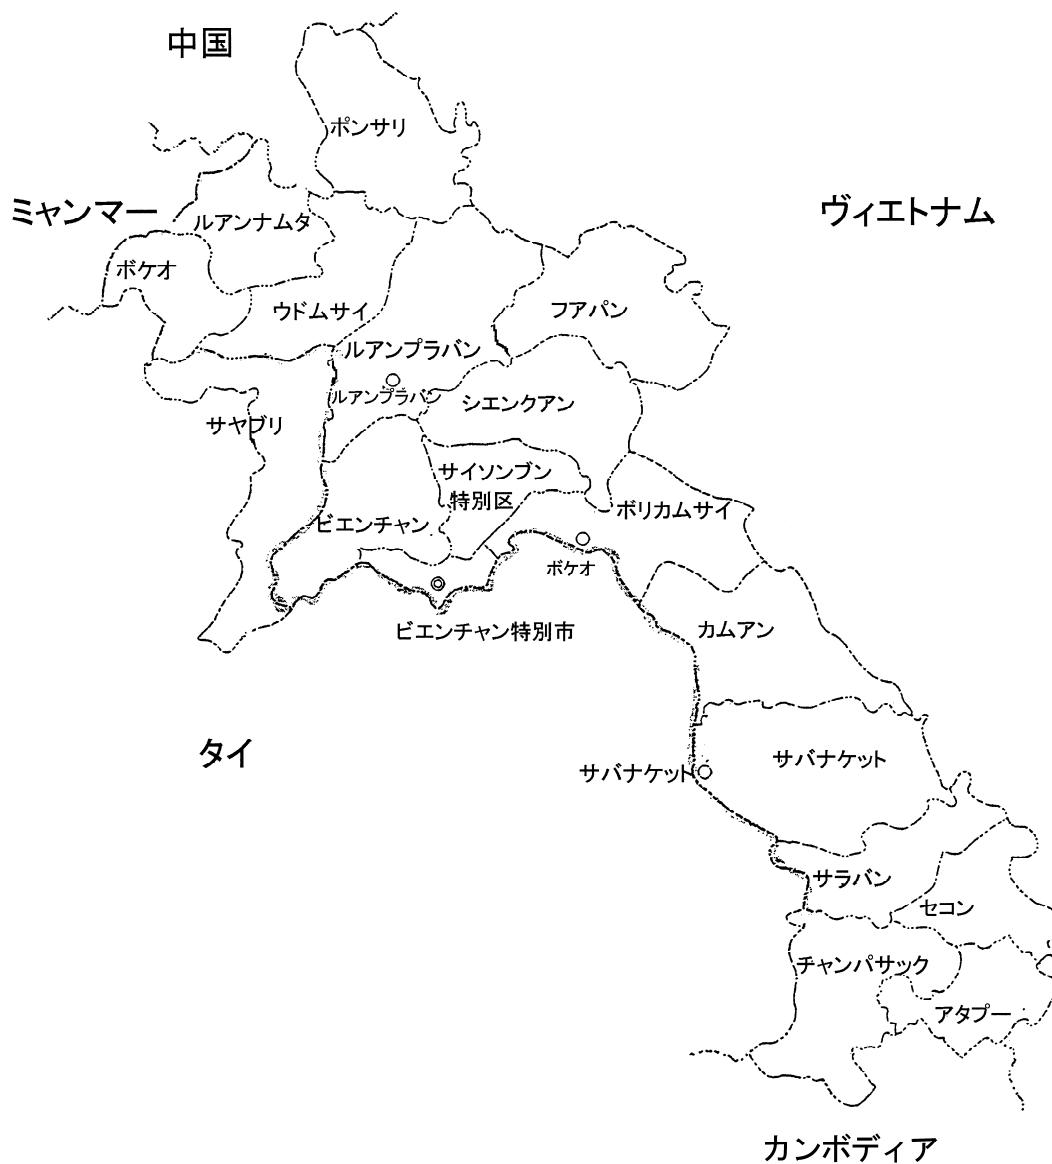 中国
ポンサリ
ミャンマー
ヴィエトナム
ルアンナムタ
ボケオ
ウドムサイ
フアパン
ルアンプラバン
ルアンプラバン
シエンクアン
サヤブリ
サイソンブン
特別区
ボリカムサイ
ビエンチャン
ボケオ
ビエンチャン特別市
カムアン
タイ
サバナケット
サバナケット
サラバン
セコン
チャンパサック
アタプー
カンボディア